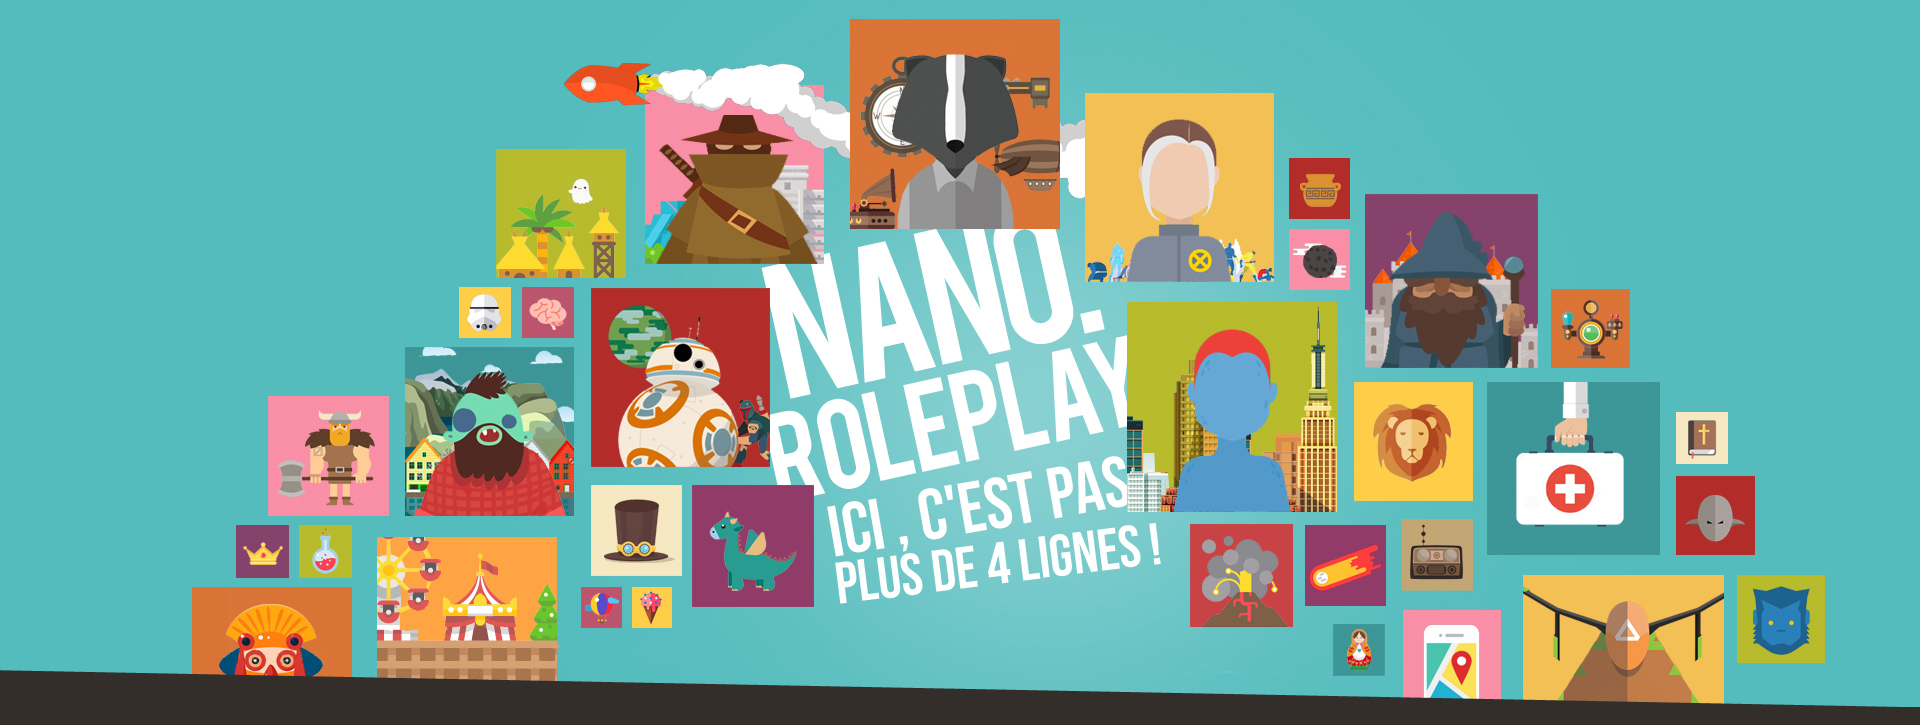 NANO.
ROLEPLAY
ICI , C'EST PAS
PLUS DE 4 LIGNES !